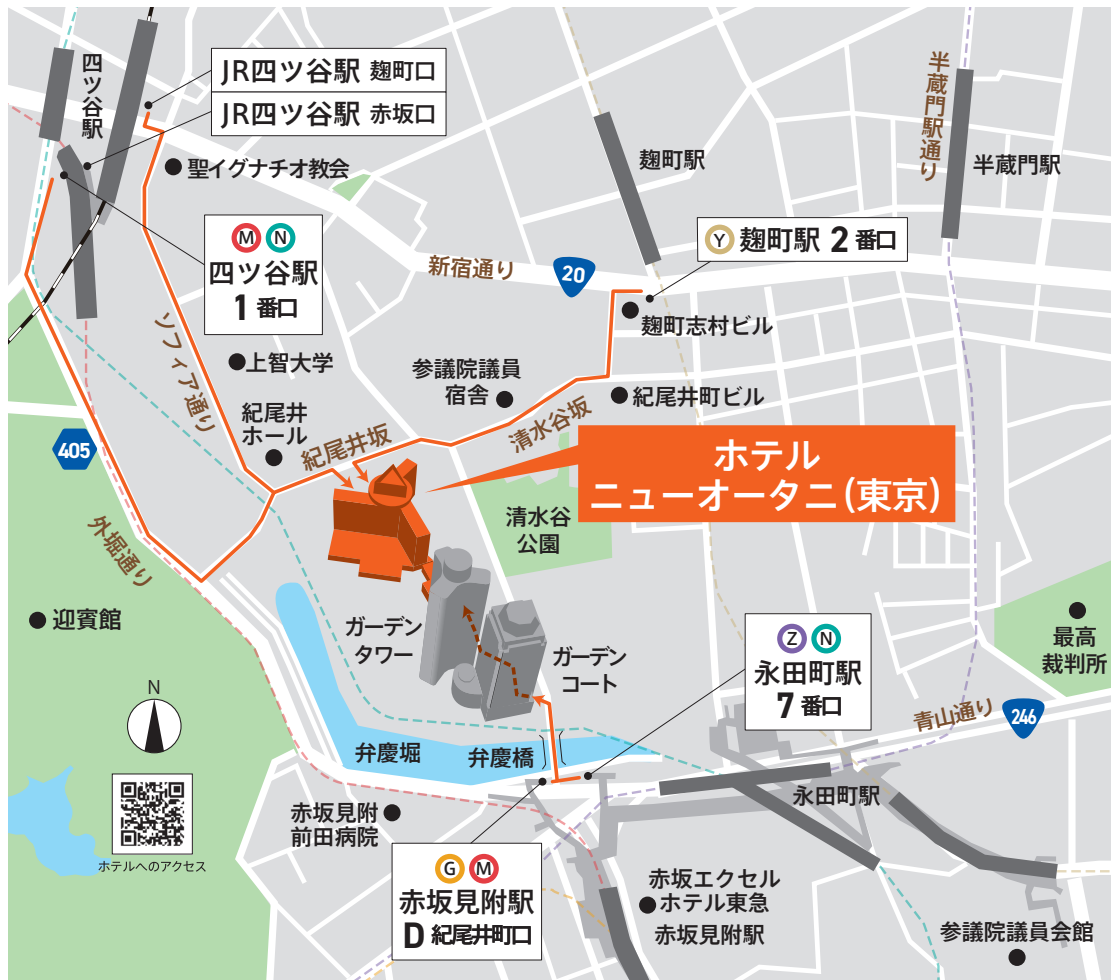 四ツ谷駅
JR四ツ谷駅 麹町口
JR四ツ谷駅 赤坂口
聖イグナチオ教会
麹町駅
半蔵門駅通り
半蔵門駅
M N
四ツ谷駅
1 番口
Y 麹町駅 2 番口
新宿通り
20
麹町志村ビル
ソフィア通り
上智大学
参議院議員
宿舎
紀尾井町ビル
紀尾井
ホール
紀尾井坂
清水谷坂
405
ホテル
ニューオータニ(東京)
清水谷
公園
外堀通り
迎賓館
ガーデン
タワー
ガーデン
コート
Z N
永田町駅
7 番口
最高
裁判所
青山通り
246
N
弁慶堀
弁慶橋
永田町駅
ホテルへのアクセス
赤坂見附
前田病院
G M
赤坂見附駅
D 紀尾井町口
赤坂エクセル
ホテル東急
赤坂見附駅
参議院議員会館